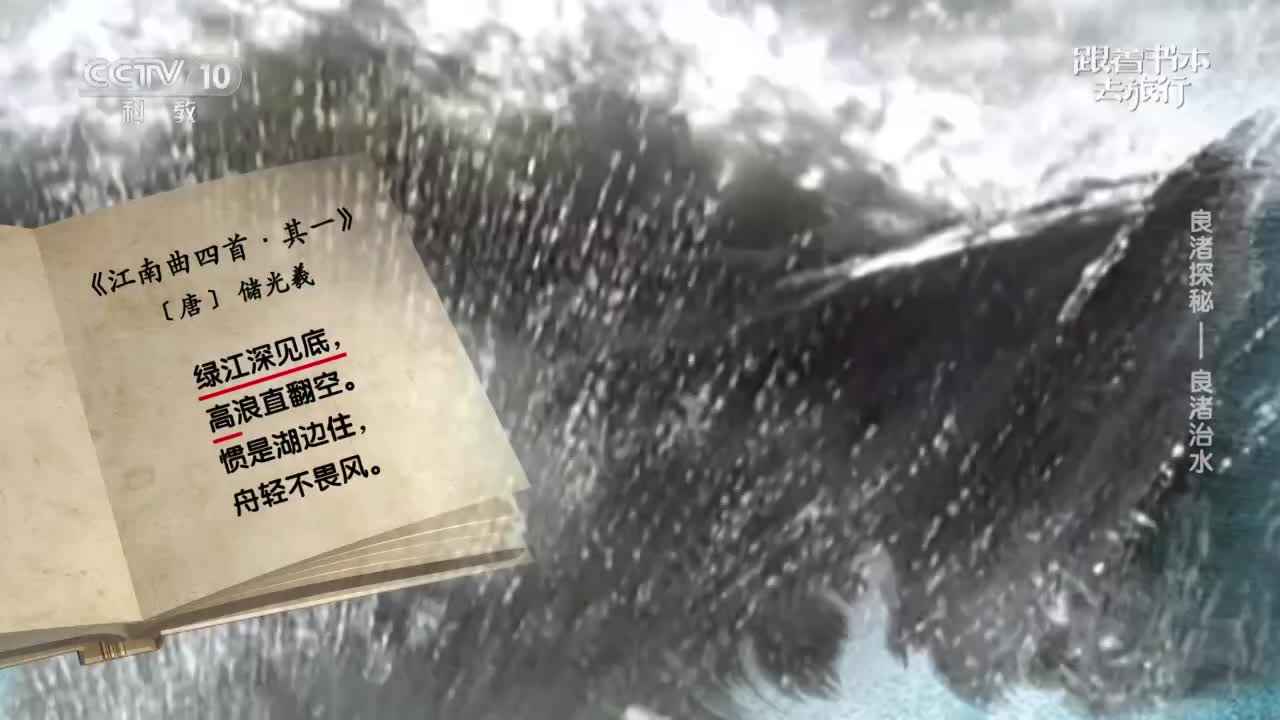 CCTV 10
科教
跟着书本
去旅行
《江南曲四首·其一》
〔唐〕储光羲
绿江深见底，
高浪直翻空。
惯是湖边住，
舟轻不畏风。
良渚探秘——良渚治水